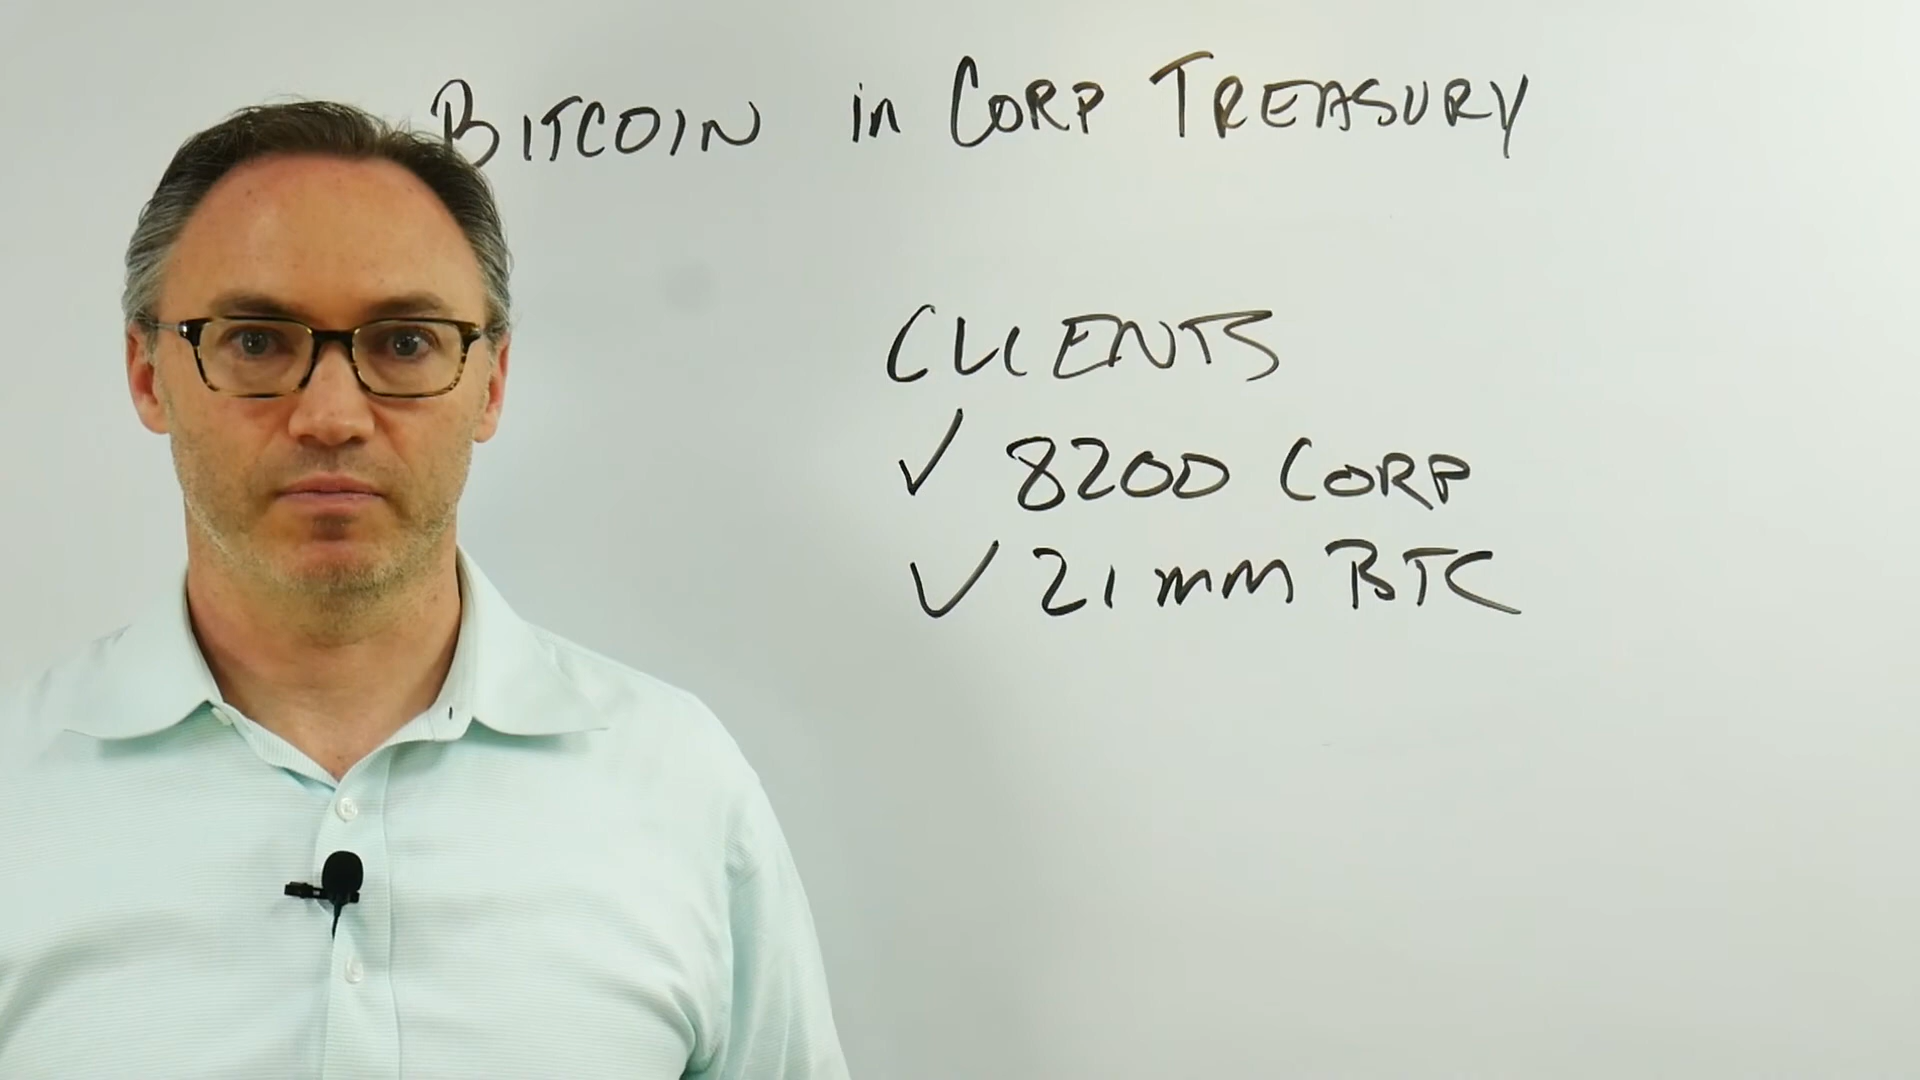 BITCOIN in CORP TREASURY
CLIENTS
✓ 8200 CORP
✓ 21 mm BTC